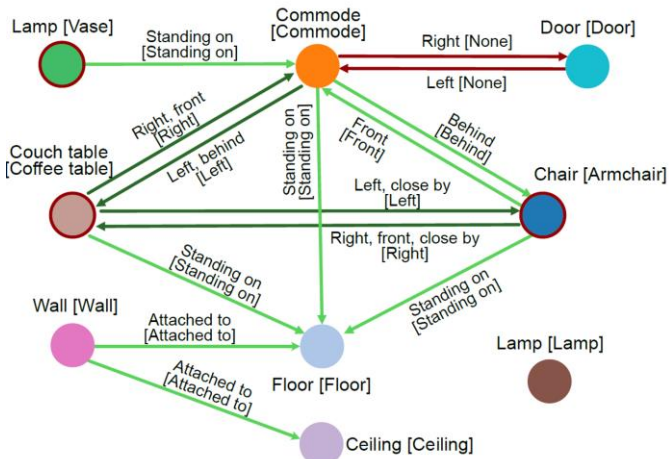 Lamp [Vase]
Standing on
[Standing on]
Commode
[Commode]
Right [None]
Left [None]
Door [Door]
Right, front
[Right]
Left, behind
[Left]
Standing on
[Standing on]
Front
[Front]
Behind
[Behind]
Couch table
[Coffee table]
Left, close by
[Left]
Right, front, close by
[Right]
Chair [Armchair]
Standing on
[Standing on]
Standing on
[Standing on]
Wall [Wall]
Attached to
[Attached to]
Attached to
[Attached to]
Floor [Floor]
Lamp [Lamp]
Ceiling [Ceiling]